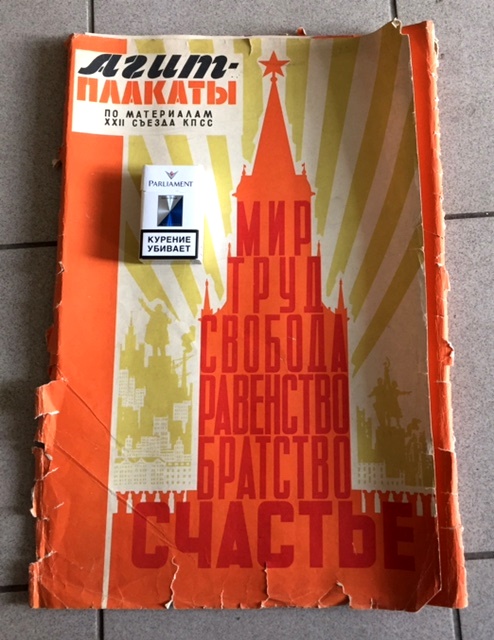 Агит-
ПЛАКАТЫ
ПО МАТЕРИАЛАМ
XXII СЪЕЗДА КПСС
PARLIAMENT
КУРЕНИЕ
УБИВАЕТ
МИР
ТРУД
СВОБОДА
РАВЕНСТВО
БРАТСТВО
СЧАСТЬЕ